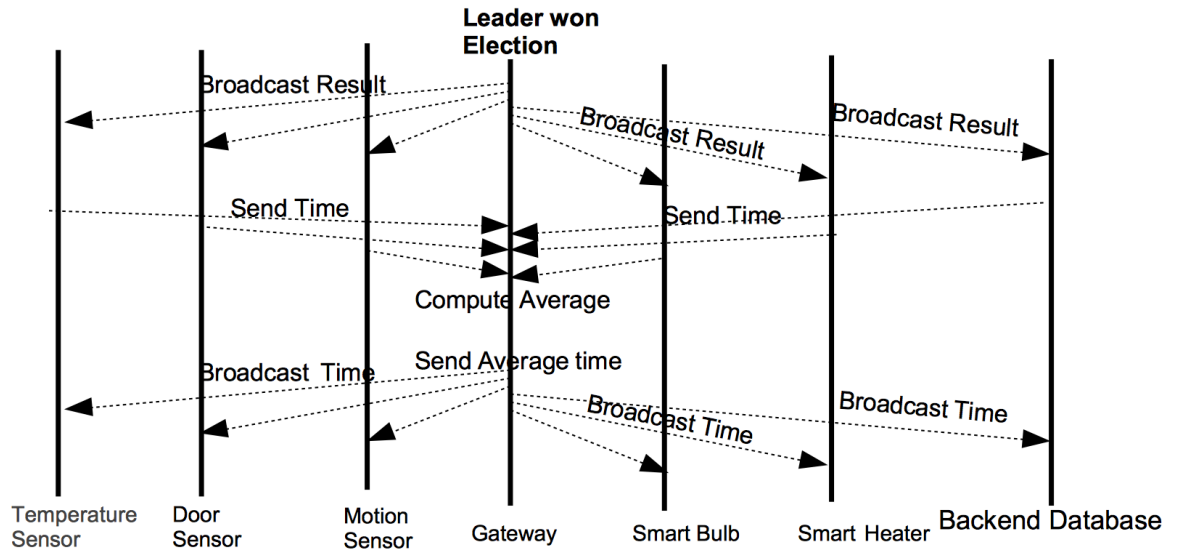 Leader won
Election
Broadcast Result
Broadcast Result
Broadcast Result
Send Time
Send Time
Compute Average
Send Average time
Broadcast Time
Broadcast Time
Broadcast Time
Temperature
Sensor
Door
Sensor
Motion
Sensor
Gateway
Smart Bulb
Smart Heater
Backend Database